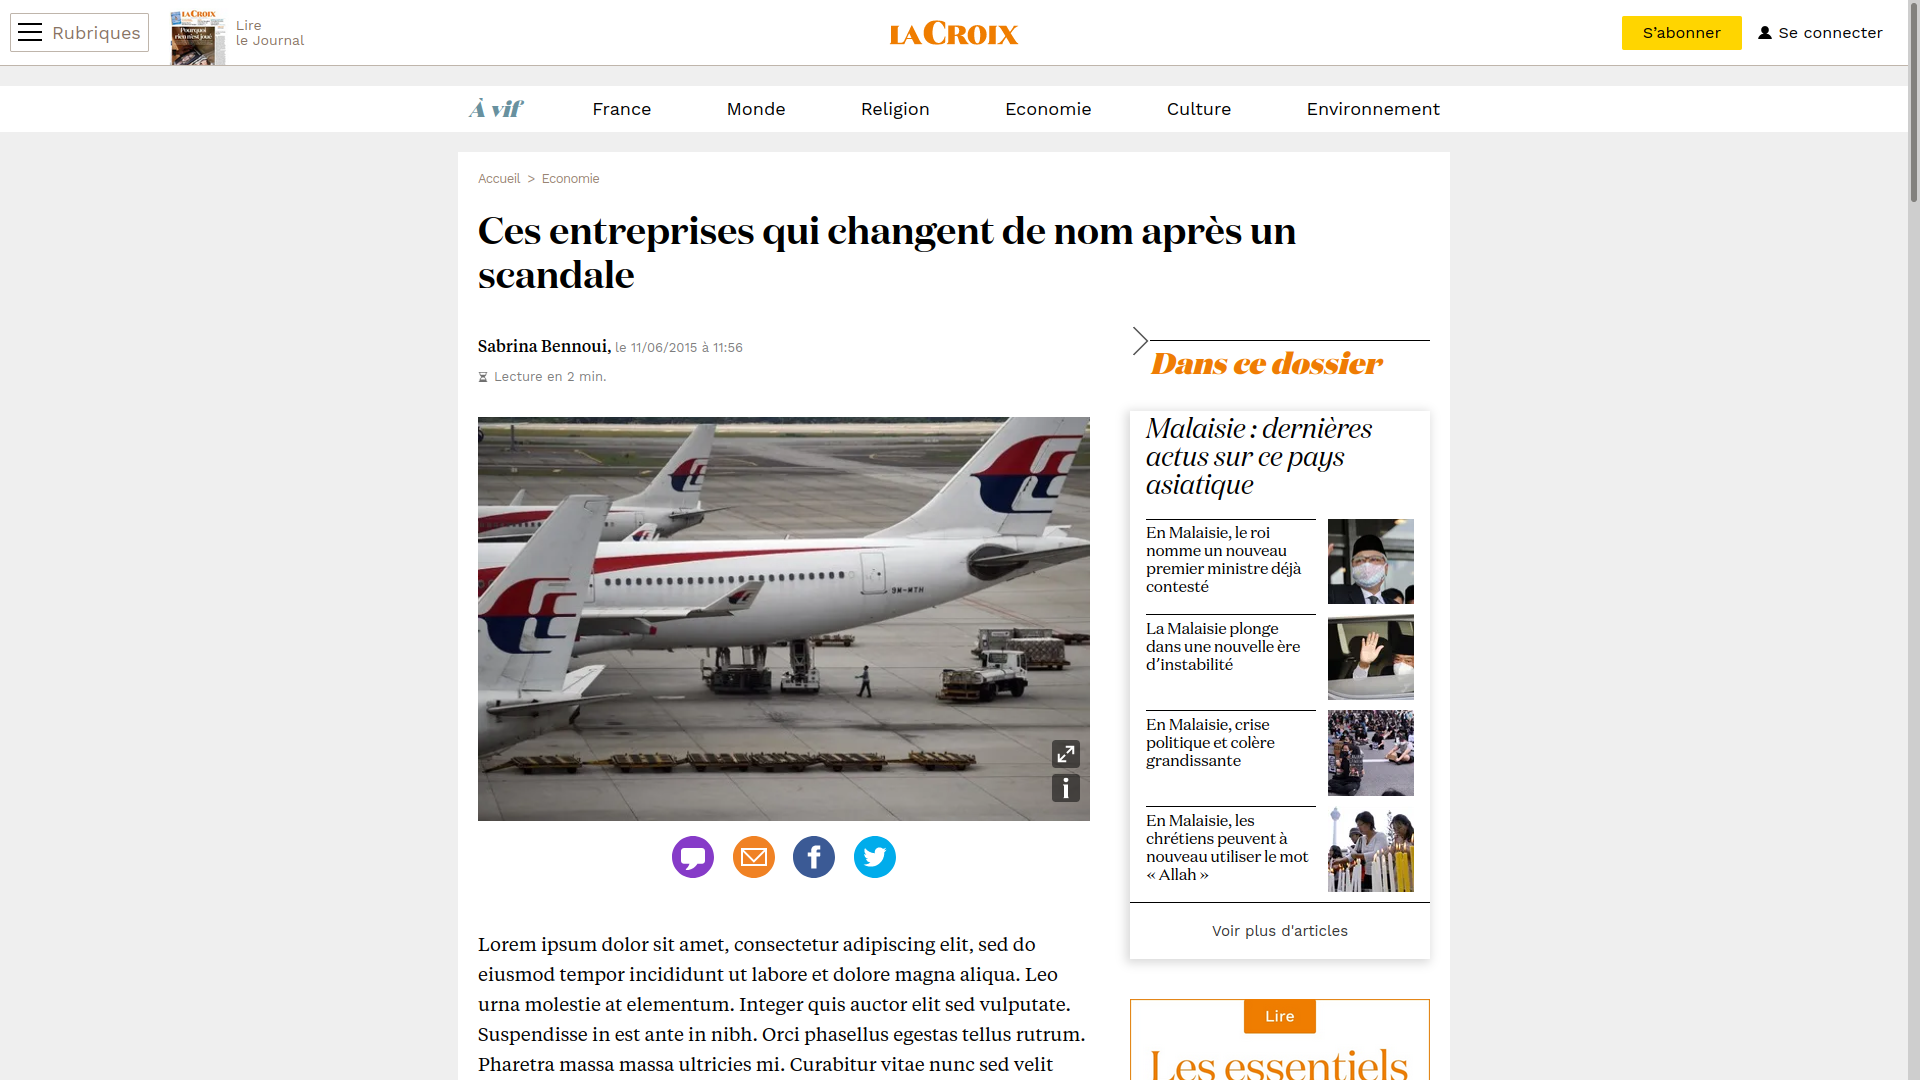 Rubriques
LA CROIX
Pourquoi
rien n'est joué
Lire
le Journal
LA CROIX
S'abonner
Se connecter
À vif
France
Monde
Religion
Economie
Culture
Environnement
Accueil > Economie
Ces entreprises qui changent de nom après un
scandale
Sabrina Bennoui, le 11/06/2015 à 11:56
Lecture en 2 min.
9M-MTH
Lorem ipsum dolor sit amet, consectetur adipiscing elit, sed do
eiusmod tempor incididunt ut labore et dolore magna aliqua. Leo
urna molestie at elementum. Integer quis auctor elit sed vulputate.
Suspendisse in est ante in nibh. Orci phasellus egestas tellus rutrum.
Pharetra massa massa ultricies mi. Curabitur vitae nunc sed velit
Dans ce dossier
Malaisie : dernières
actus sur ce pays
asiatique
En Malaisie, le roi
nomme un nouveau
premier ministre déjà
contesté
La Malaisie plonge
dans une nouvelle ère
d'instabilité
En Malaisie, crise
politique et colère
grandissante
En Malaisie, les
chrétiens peuvent à
nouveau utiliser le mot
« Allah »
Voir plus d'articles
Lire
Les essentiels